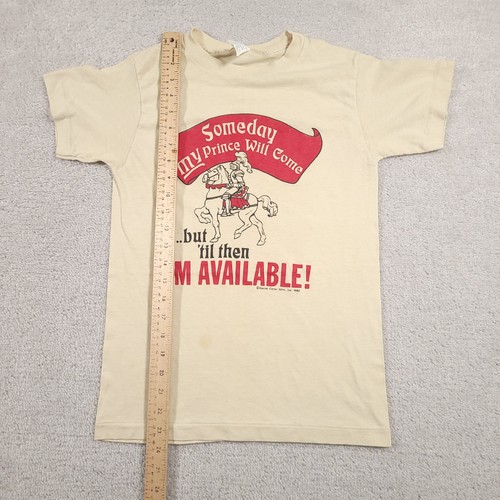 Someday
My Prince Will Come
..but
'til then
M AVAILABLE!